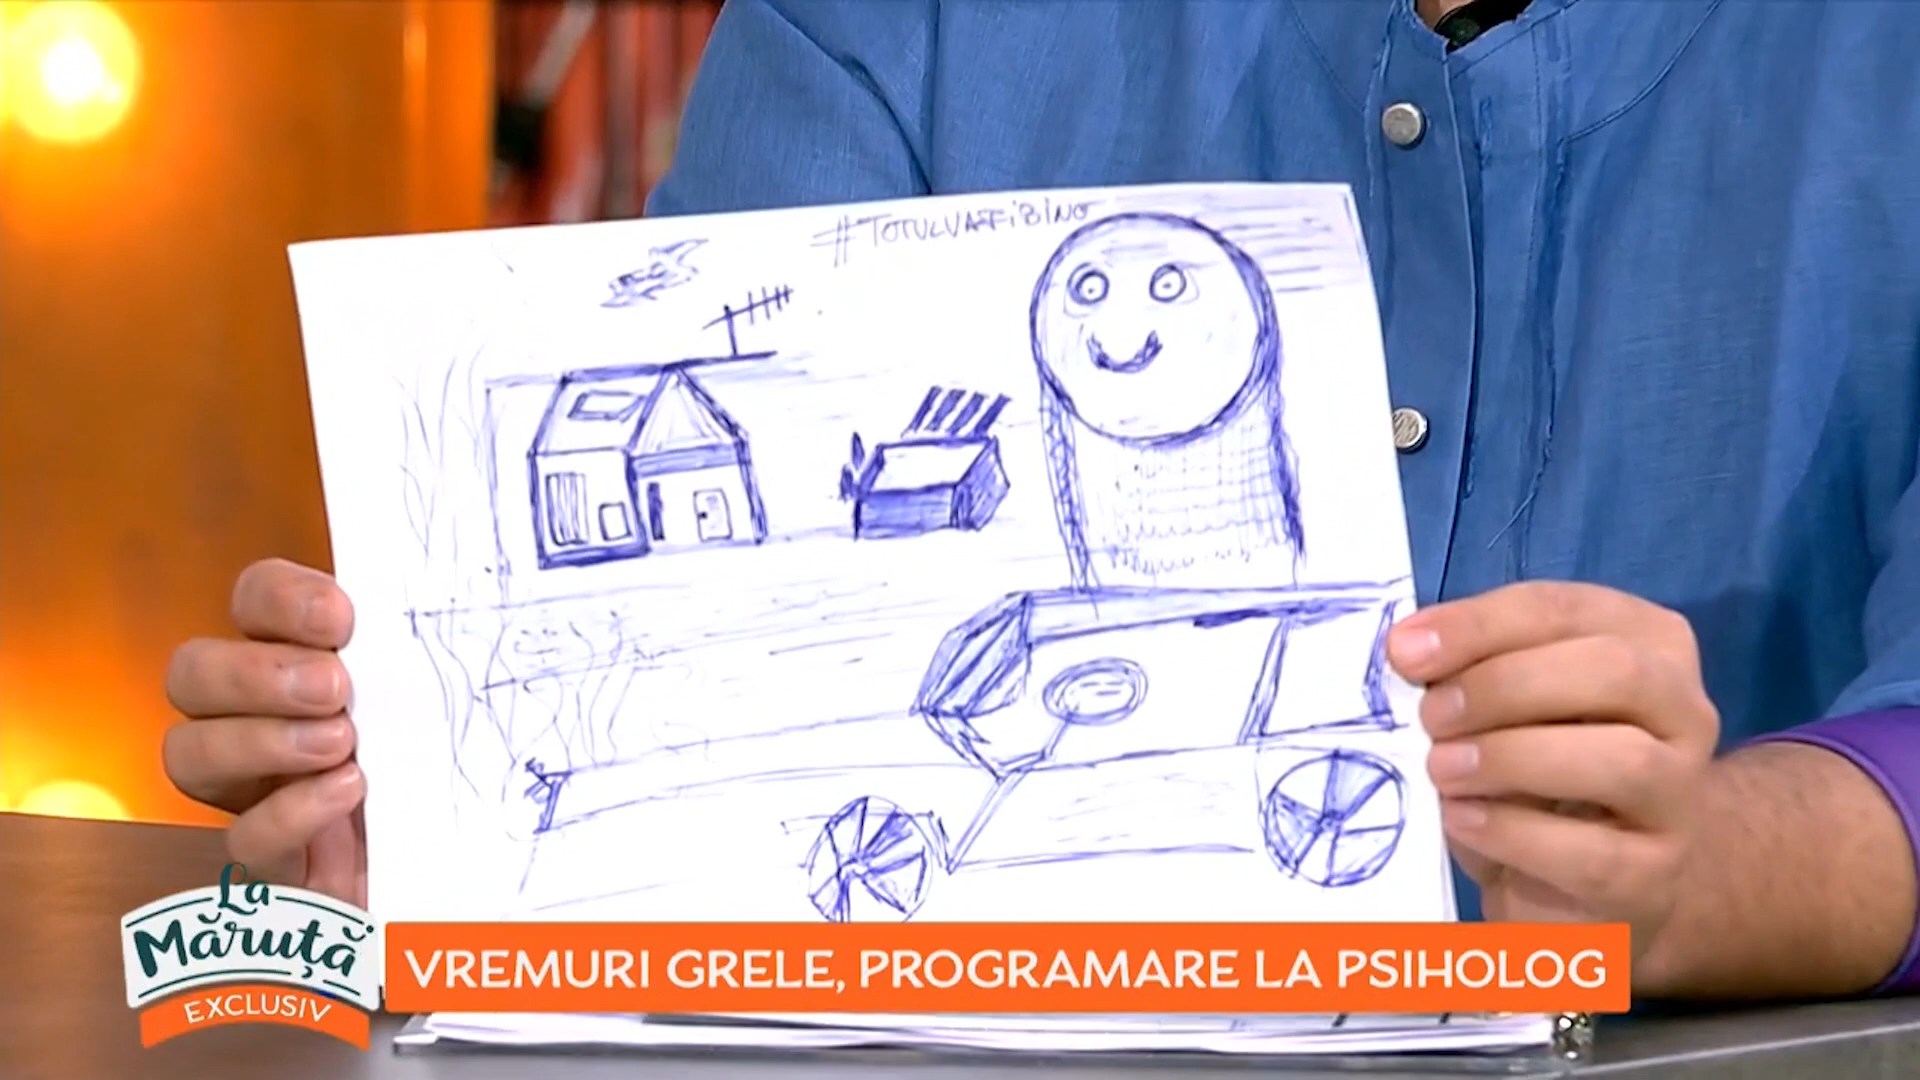 #TOTULVAFIBINE
La
Măruță
EXCLUSIV
VREMURI GRELE, PROGRAMARE LA PSIHOLOG